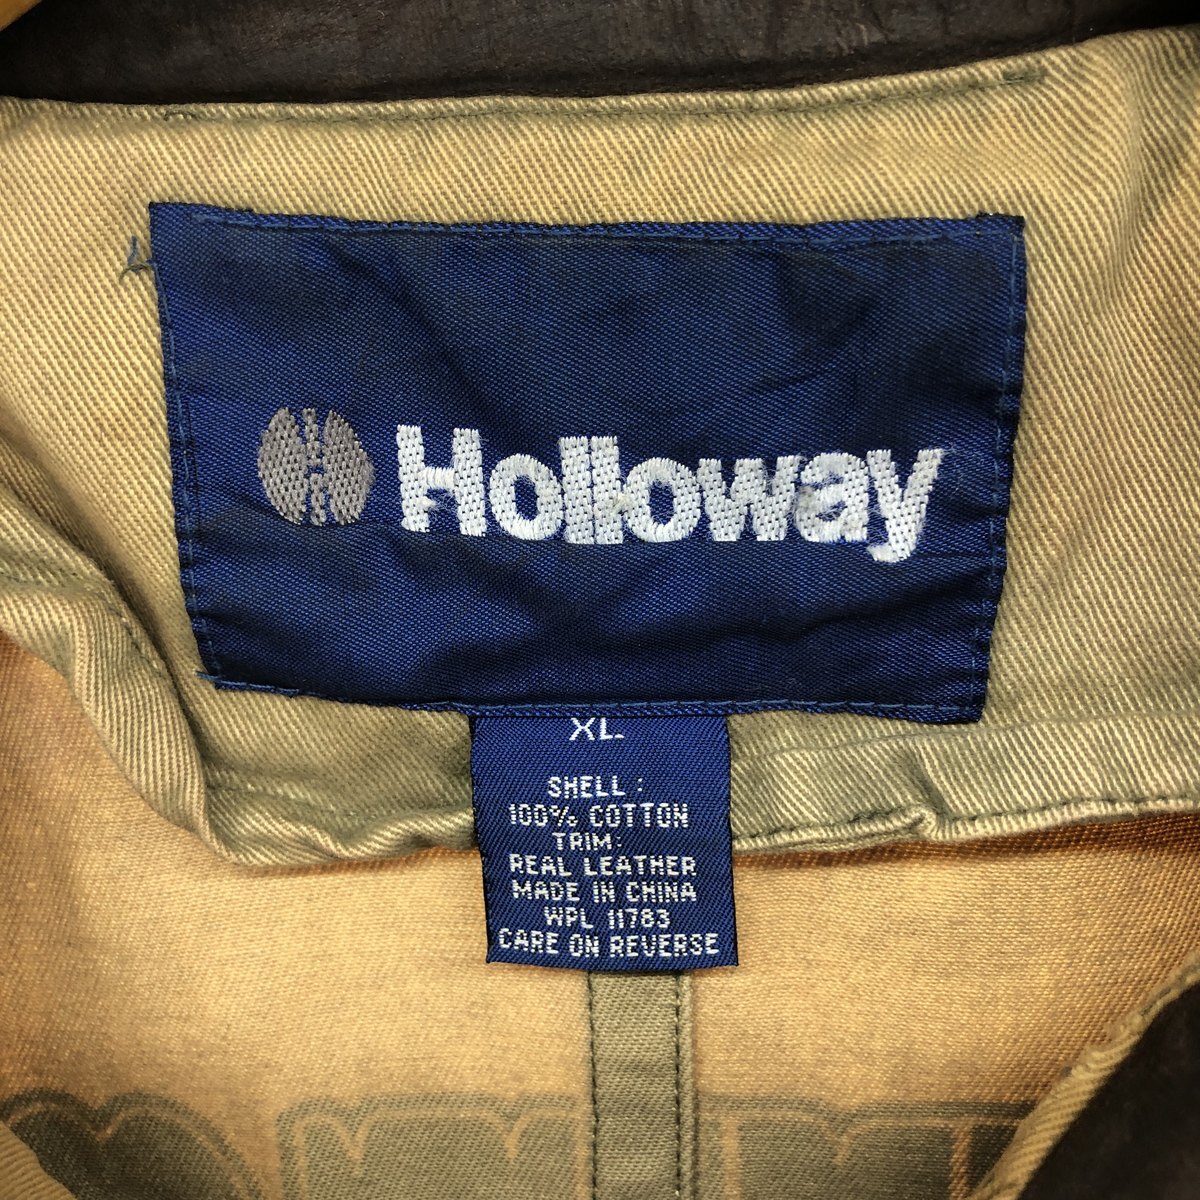 Holloway
XL
SHELL:
100% COTTON
TRIM:
REAL LEATHER
MADE IN CHINA
WPL 11783
CARE ON REVERSE